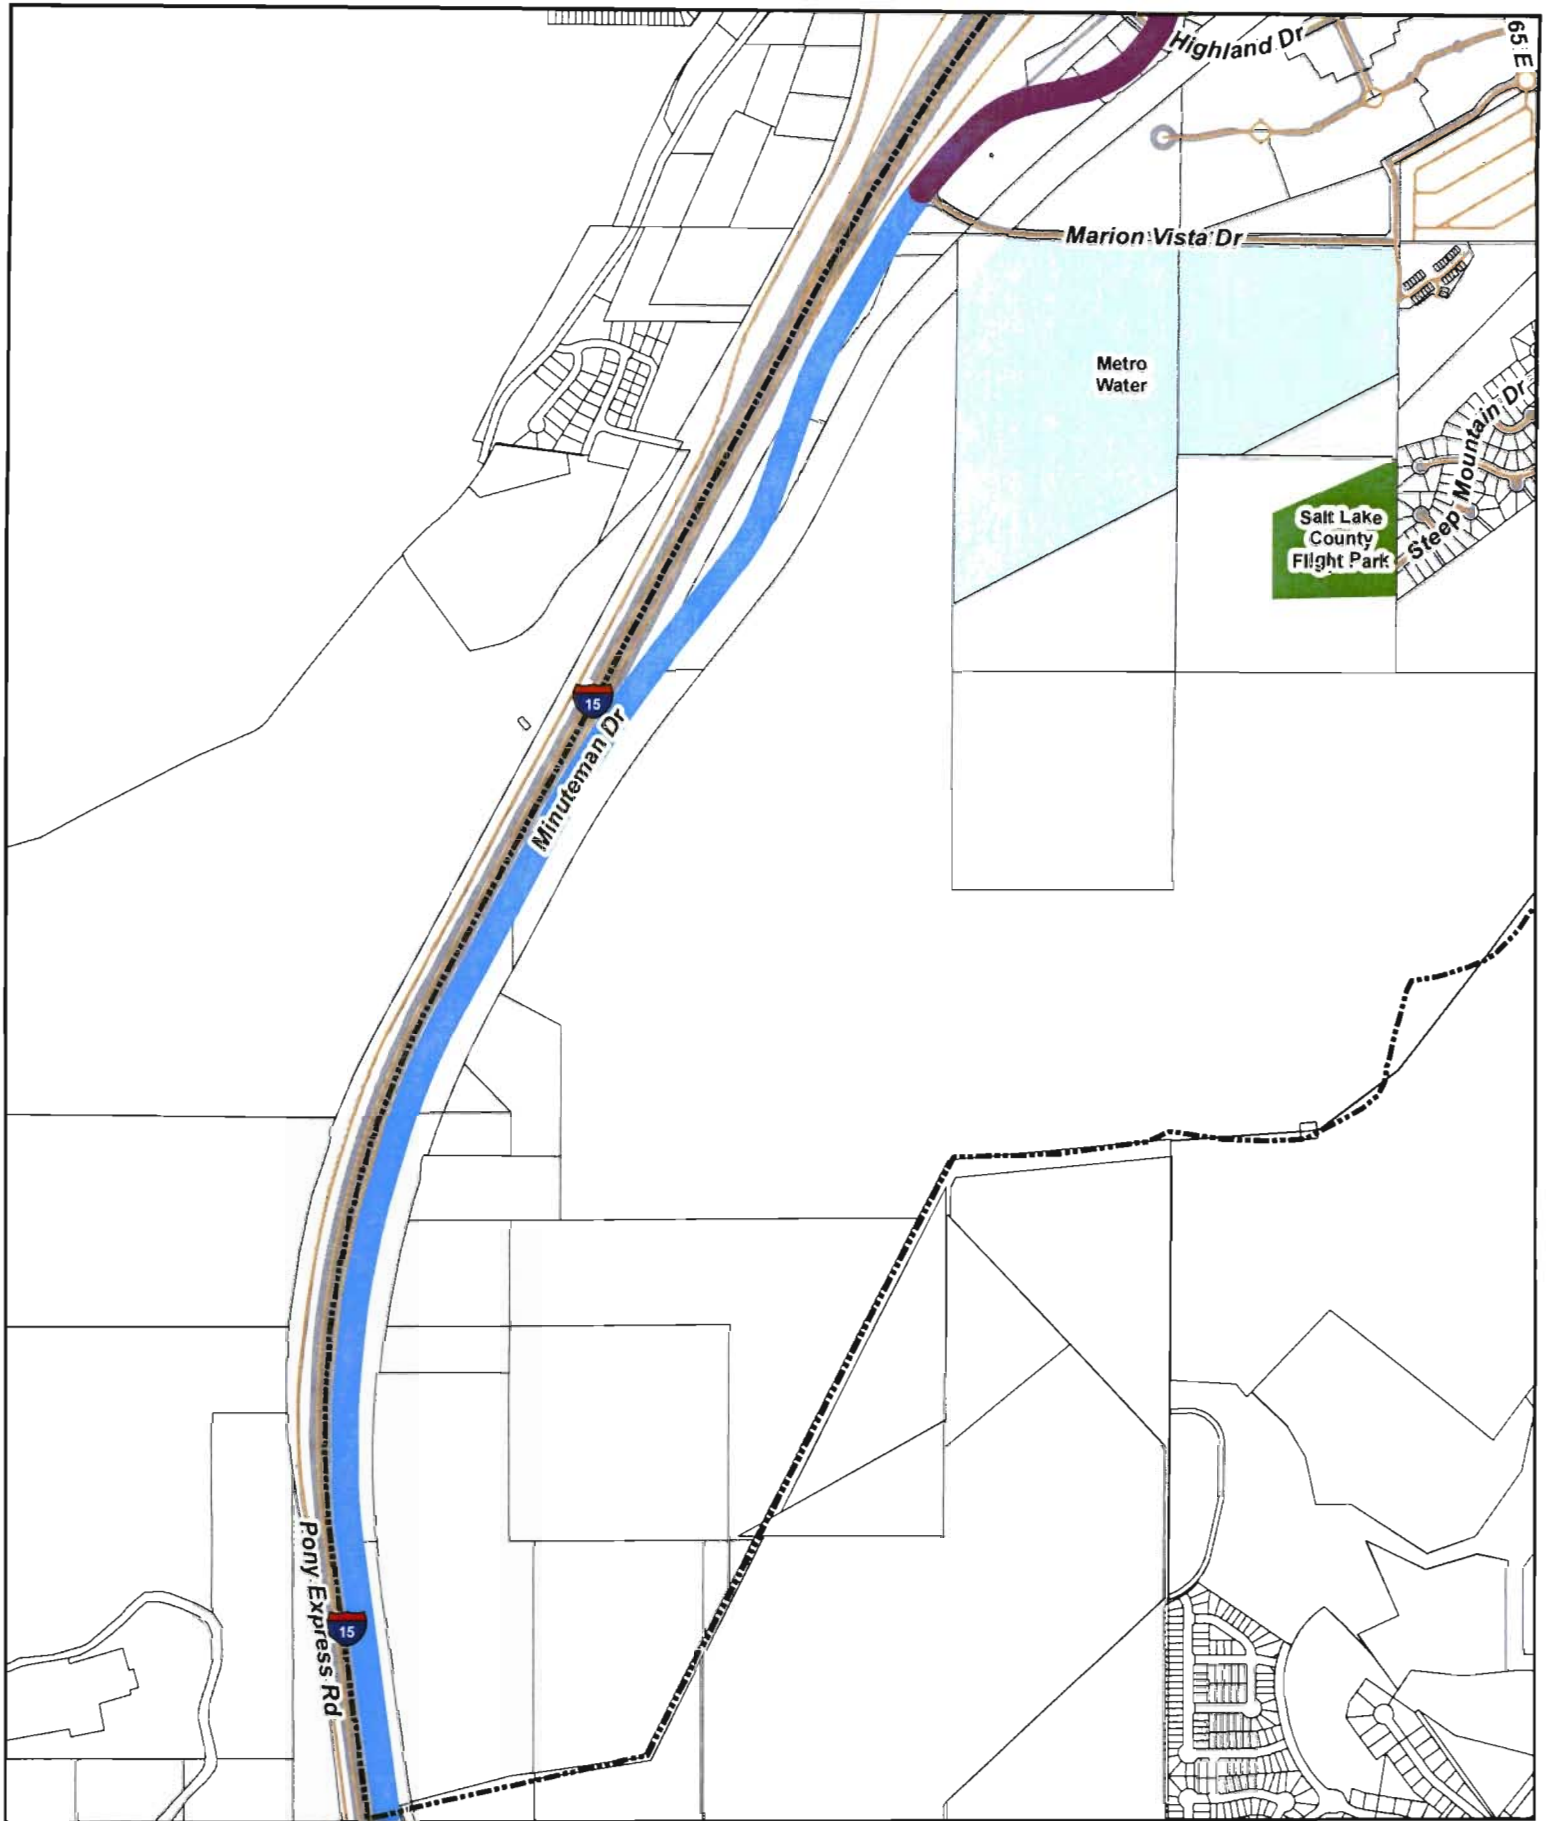 Highland Dr
65 E
Marion Vista Dr
Metro
Water
Steep Mountain Dr
Salt Lake
County
Flight Park
15
Minuteman Dr
Pony Express Rd
15